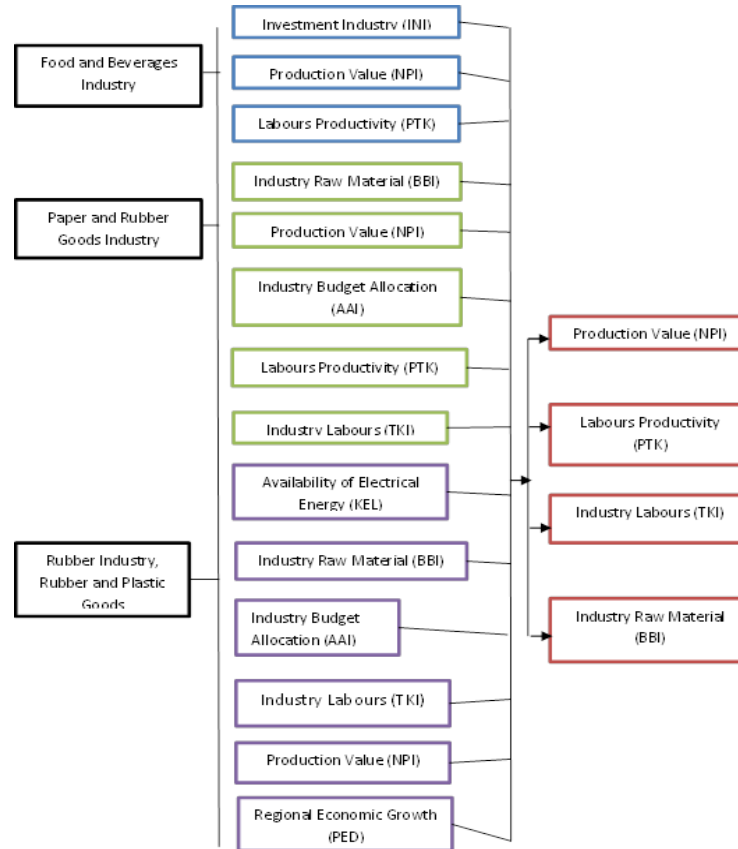 Food and Beverages
Industry
Paper and Rubber
Goods Industry
Rubber Industry,
Rubber and Plastic
Goods
Investment Industry (INI)
Production Value (NPI)
Labours Productivity (PTK)
Industry Raw Material (BBI)
Production Value (NPI)
Industry Budget Allocation
(AAI)
Labours Productivity (PTK)
Industry Labours (TKI)
Availability of Electrical
Energy (KEL)
Industry Raw Material (BBI)
Industry Budget
Allocation (AAI)
Industry Labours (TKI)
Production Value (NPI)
Regional Economic Growth
(PED)
Production Value (NPI)
Labours Productivity
(PTK)
Industry Labours (TKI)
Industry Raw Material
(BBI)